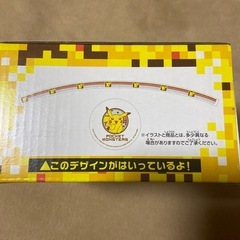 POCKET
MONSTERS
※イラストと商品とは、多少異なる
場合がありますのでご了承ください。
▲このデザインがはいっているよ!